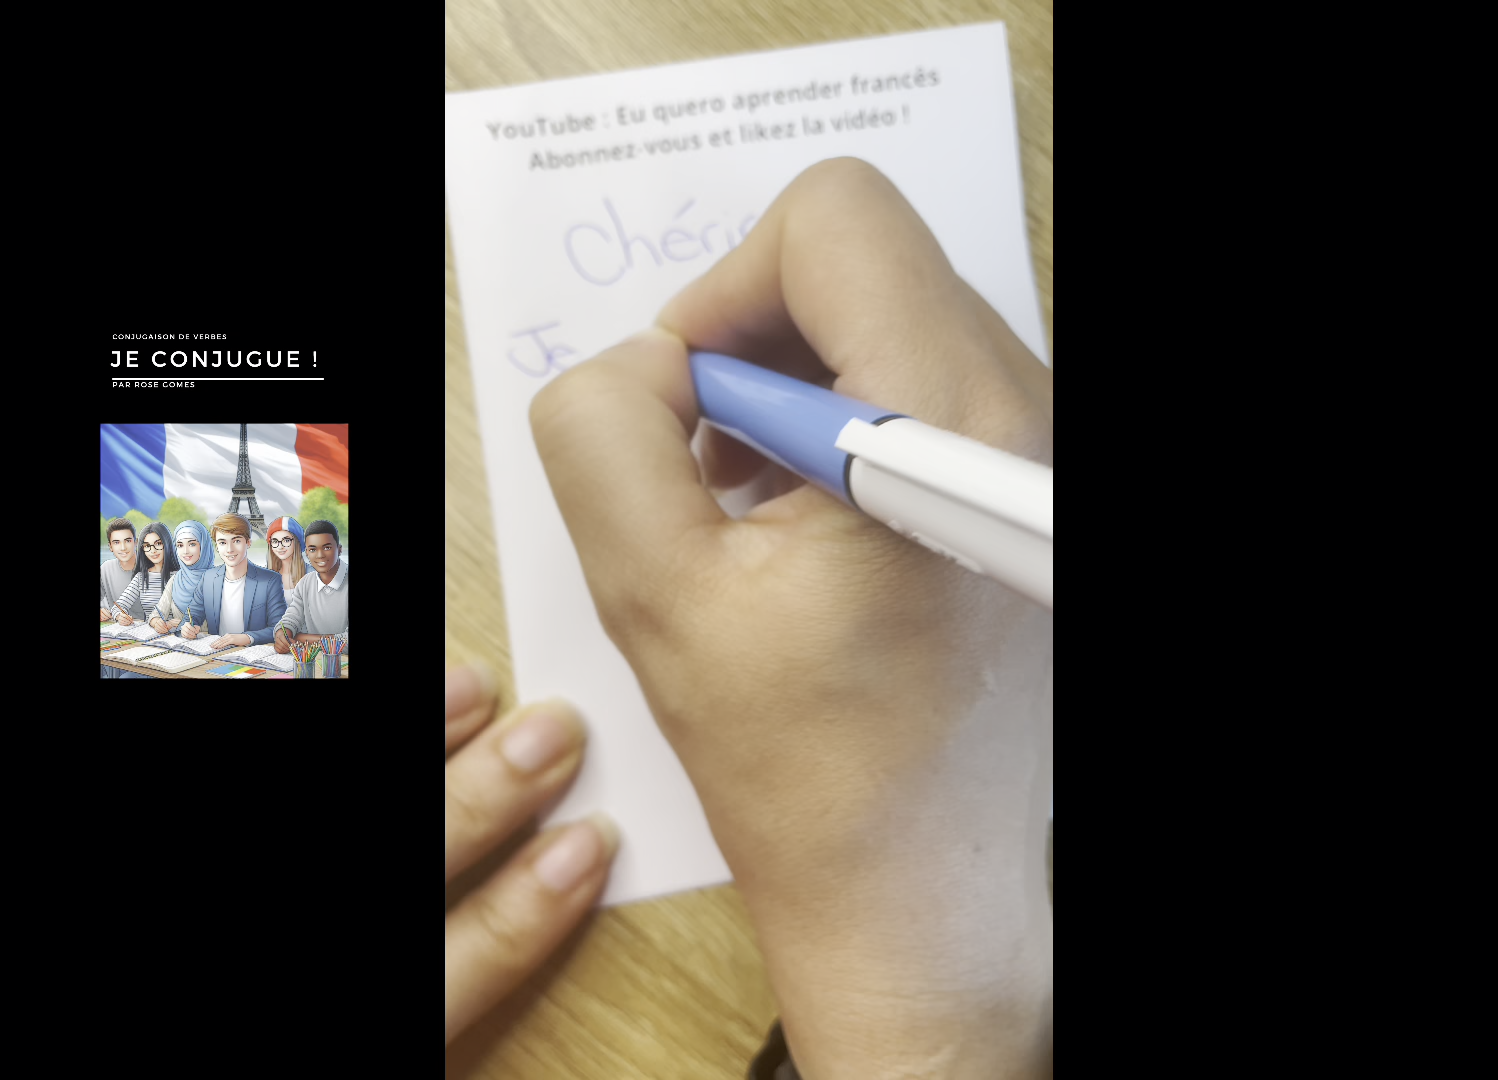 CONJUGAISON DE VERBES
JE CONJUGUE !
PAR ROSE GOMES
YouTube : Eu quero aprender francês
Abonnez-vous et likez la vidéo !
Chéri
Je